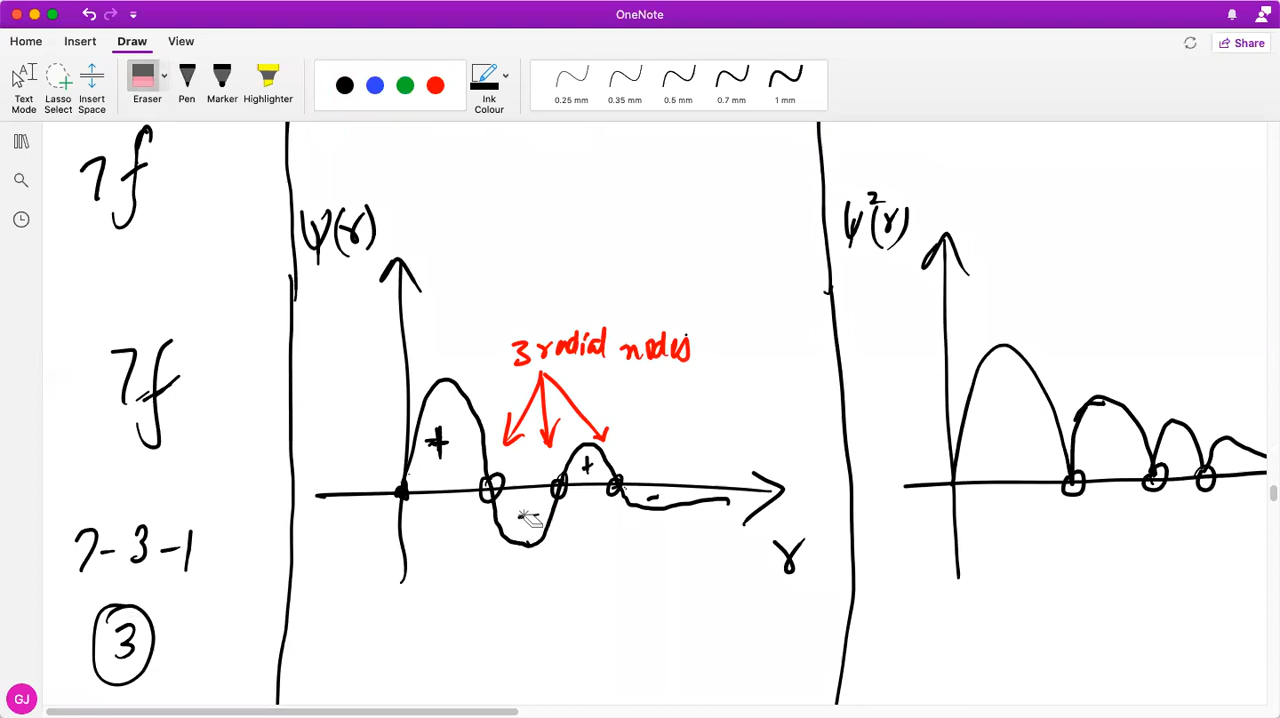 OneNote
Home Insert Draw View
Share
Text Mode
Lasso Select
Insert Space
Eraser
Pen
Marker
Highlighter
Ink Colour
0.25 mm 0.35 mm 0.5 mm 0.7 mm 1 mm
7f
ψ(r)
ψ²(r)
3 radial nodes
7f
+
+
-
-
r
7-3-1
3
GJ